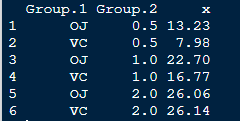 Group.1 Group.2 x
1 OJ 0.5 13.23
2 VC 0.5 7.98
3 OJ 1.0 22.70
4 VC 1.0 16.77
5 OJ 2.0 26.06
6 VC 2.0 26.14